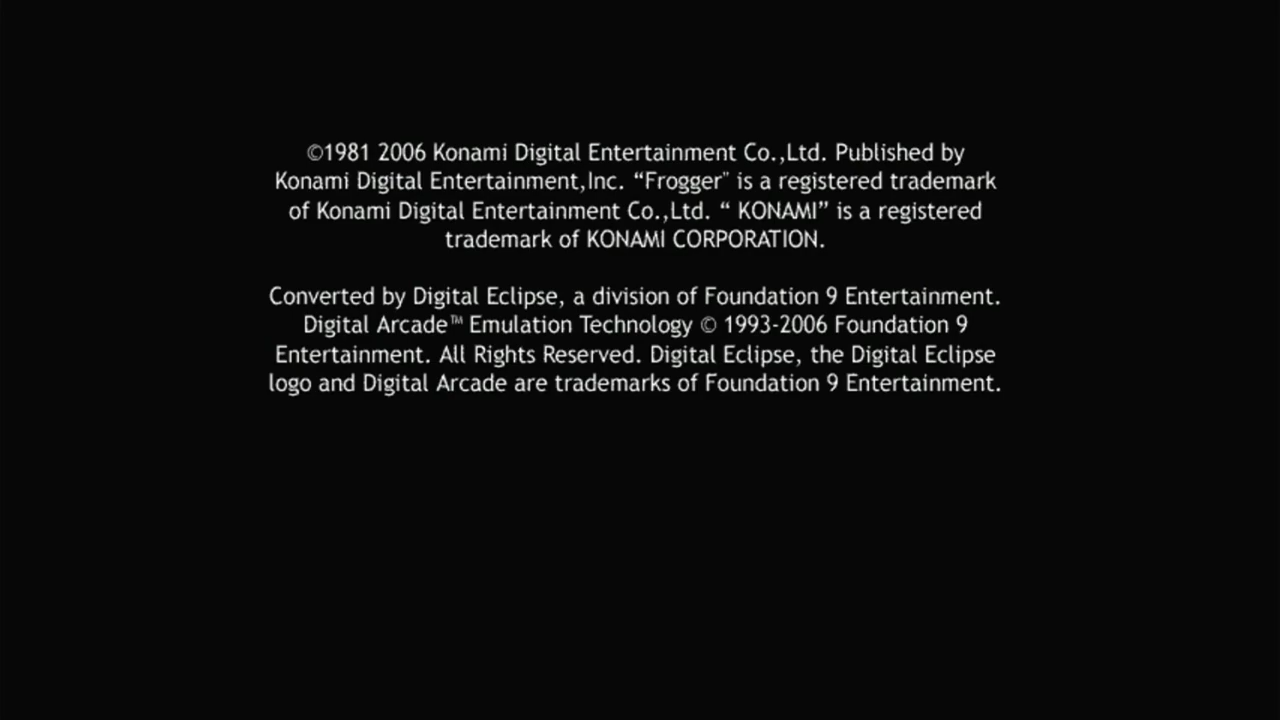 ©1981 2006 Konami Digital Entertainment Co.,Ltd. Published by
Konami Digital Entertainment,Inc. “Frogger" is a registered trademark
of Konami Digital Entertainment Co.,Ltd. “ KONAMI” is a registered
trademark of KONAMI CORPORATION.
Converted by Digital Eclipse, a division of Foundation 9 Entertainment.
Digital Arcade™ Emulation Technology © 1993-2006 Foundation 9
Entertainment. All Rights Reserved. Digital Eclipse, the Digital Eclipse
logo and Digital Arcade are trademarks of Foundation 9 Entertainment.